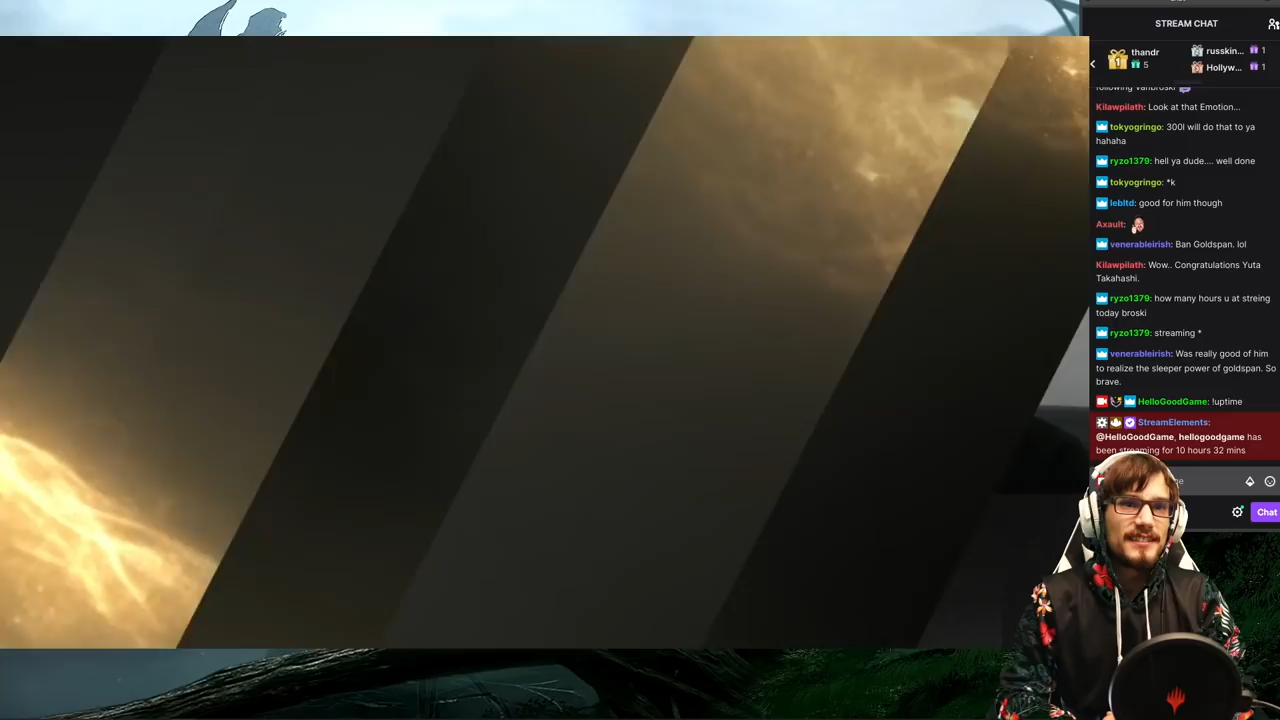 STREAM CHAT
thandr
5
russkin... 1
Hollyw... 1
Kilawpilath: Look at that Emotion...
tokyogringo: 300l will do that to ya
hahaha
ryzo1379: hell ya dude.... well done
tokyogringo: *k
lebltd: good for him though
Axault:
venerableirish: Ban Goldspan. lol
Kilawpilath: Wow.. Congratulations Yuta
Takahashi.
ryzo1379: how many hours u at streing
today broski
ryzo1379: streaming *
venerableirish: Was really good of him
to realize the sleeper power of goldspan. So
brave.
HelloGoodGame: !uptime
StreamElements:
@HelloGoodGame, hellogoodgame has
been streaming for 10 hours 32 mins
Chat